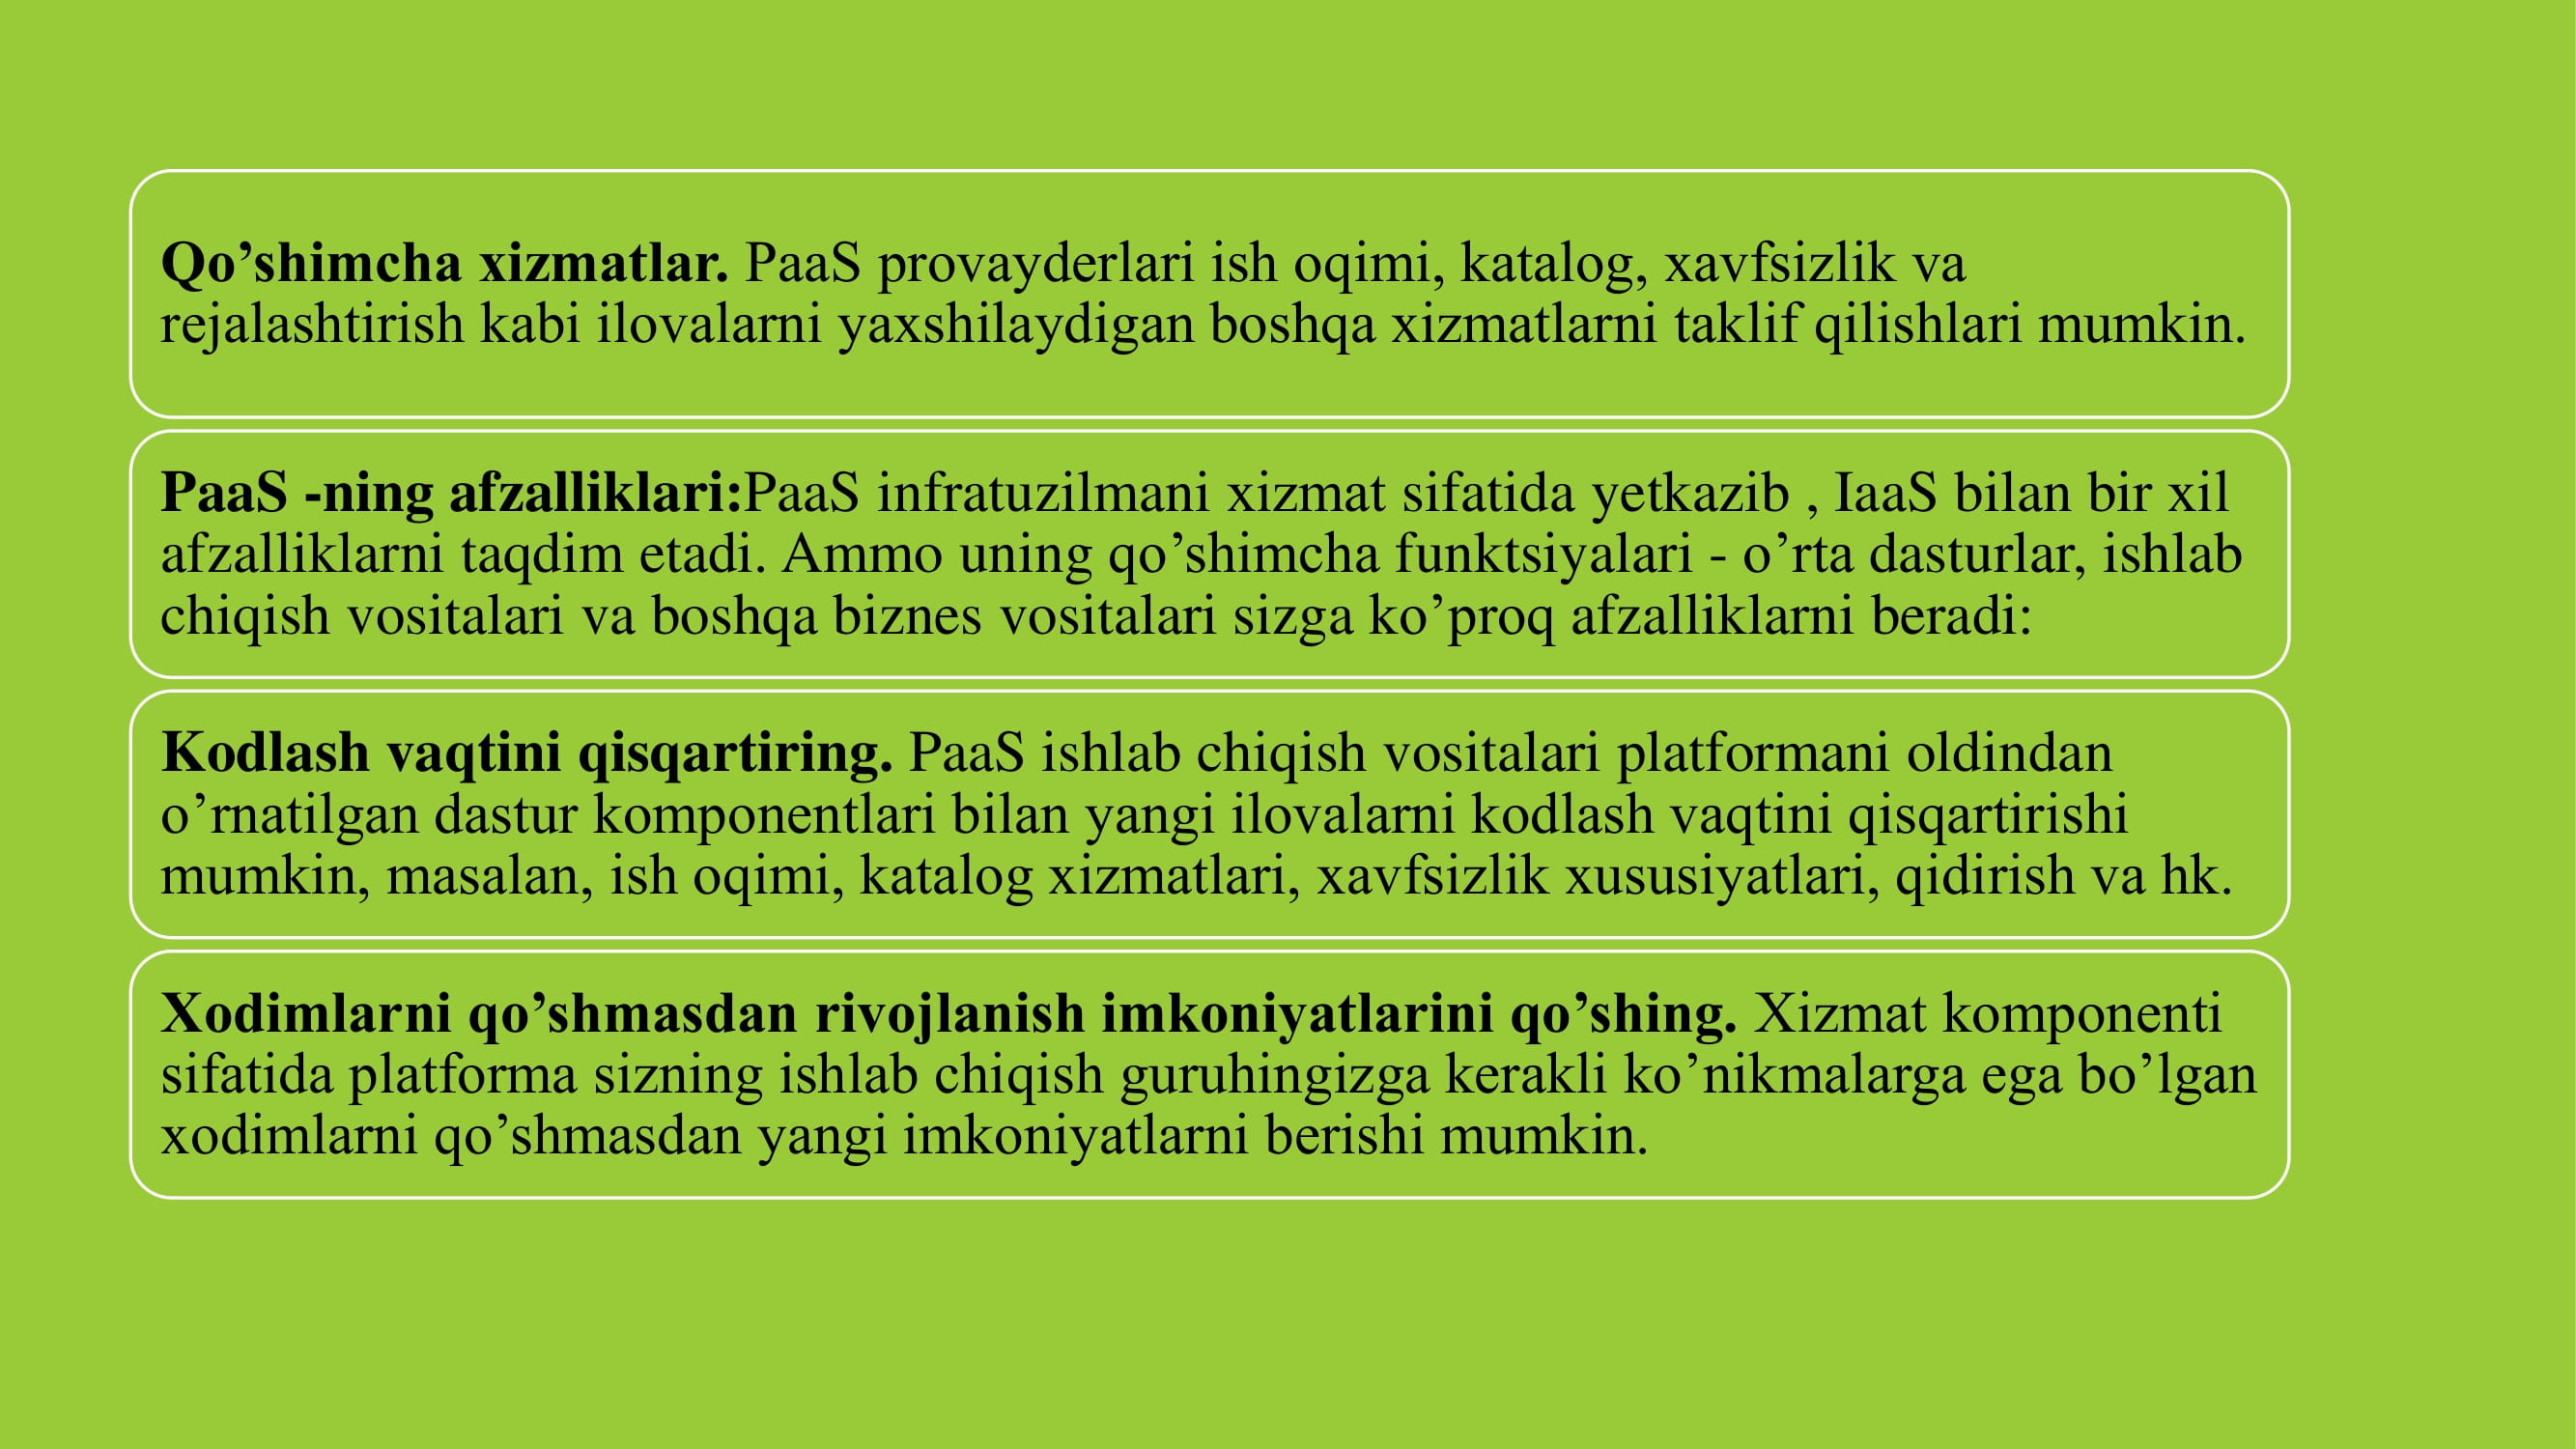 Qo’shimcha xizmatlar. PaaS provayderlari ish oqimi, katalog, xavfsizlik va
rejalashtirish kabi ilovalarni yaxshilaydigan boshqa xizmatlarni taklif qilishlari mumkin.
PaaS -ning afzalliklari:PaaS infratuzilmani xizmat sifatida yetkazib , IaaS bilan bir xil
afzalliklarni taqdim etadi. Ammo uning qo’shimcha funktsiyalari - o’rta dasturlar, ishlab
chiqish vositalari va boshqa biznes vositalari sizga ko’proq afzalliklarni beradi:
Kodlash vaqtini qisqartiring. PaaS ishlab chiqish vositalari platformani oldindan
o’rnatilgan dastur komponentlari bilan yangi ilovalarni kodlash vaqtini qisqartirishi
mumkin, masalan, ish oqimi, katalog xizmatlari, xavfsizlik xususiyatlari, qidirish va hk.
Xodimlarni qo’shmasdan rivojlanish imkoniyatlarini qo’shing. Xizmat komponenti
sifatida platforma sizning ishlab chiqish guruhingizga kerakli ko’nikmalarga ega bo’lgan
xodimlarni qo’shmasdan yangi imkoniyatlarni berishi mumkin.